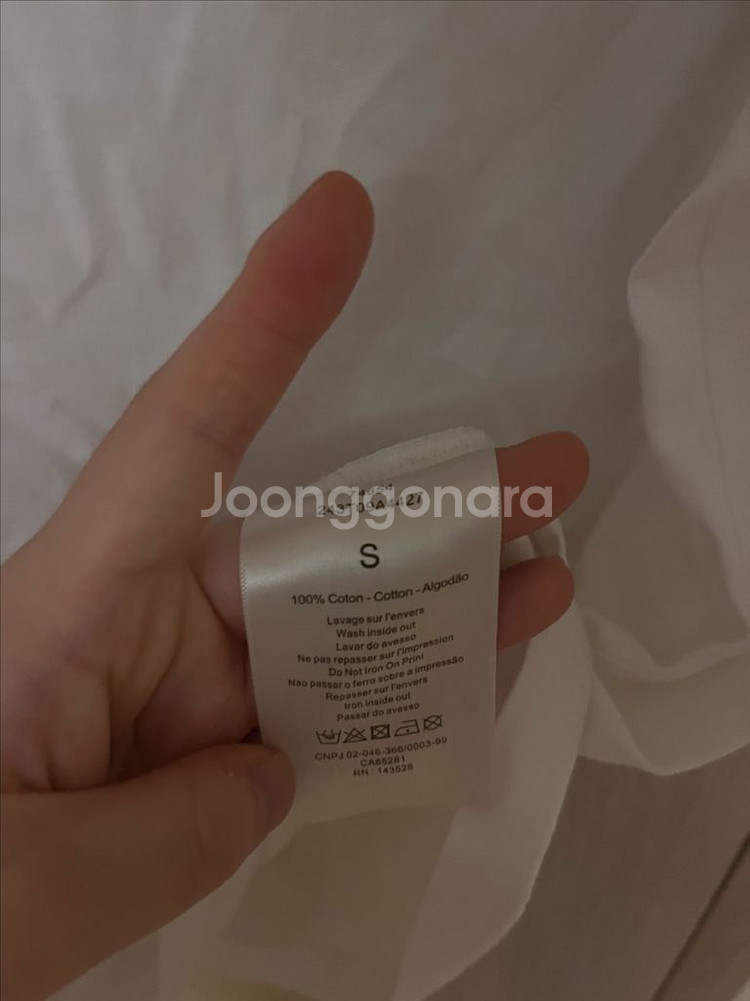 Joonggonara
S
100% Coton - Cotton - Algodão
Lavage sur l'envers
Wash inside out
Lavar do avesso
Ne pas repasser sur l'impression
Do Not Iron On Print
Nao passar o ferro sobre a impressão
Repasser sur l'envers
Iron inside out
Passar do avesso
CNPJ 02-046-366/0003-99
CA65281
RN : 143528